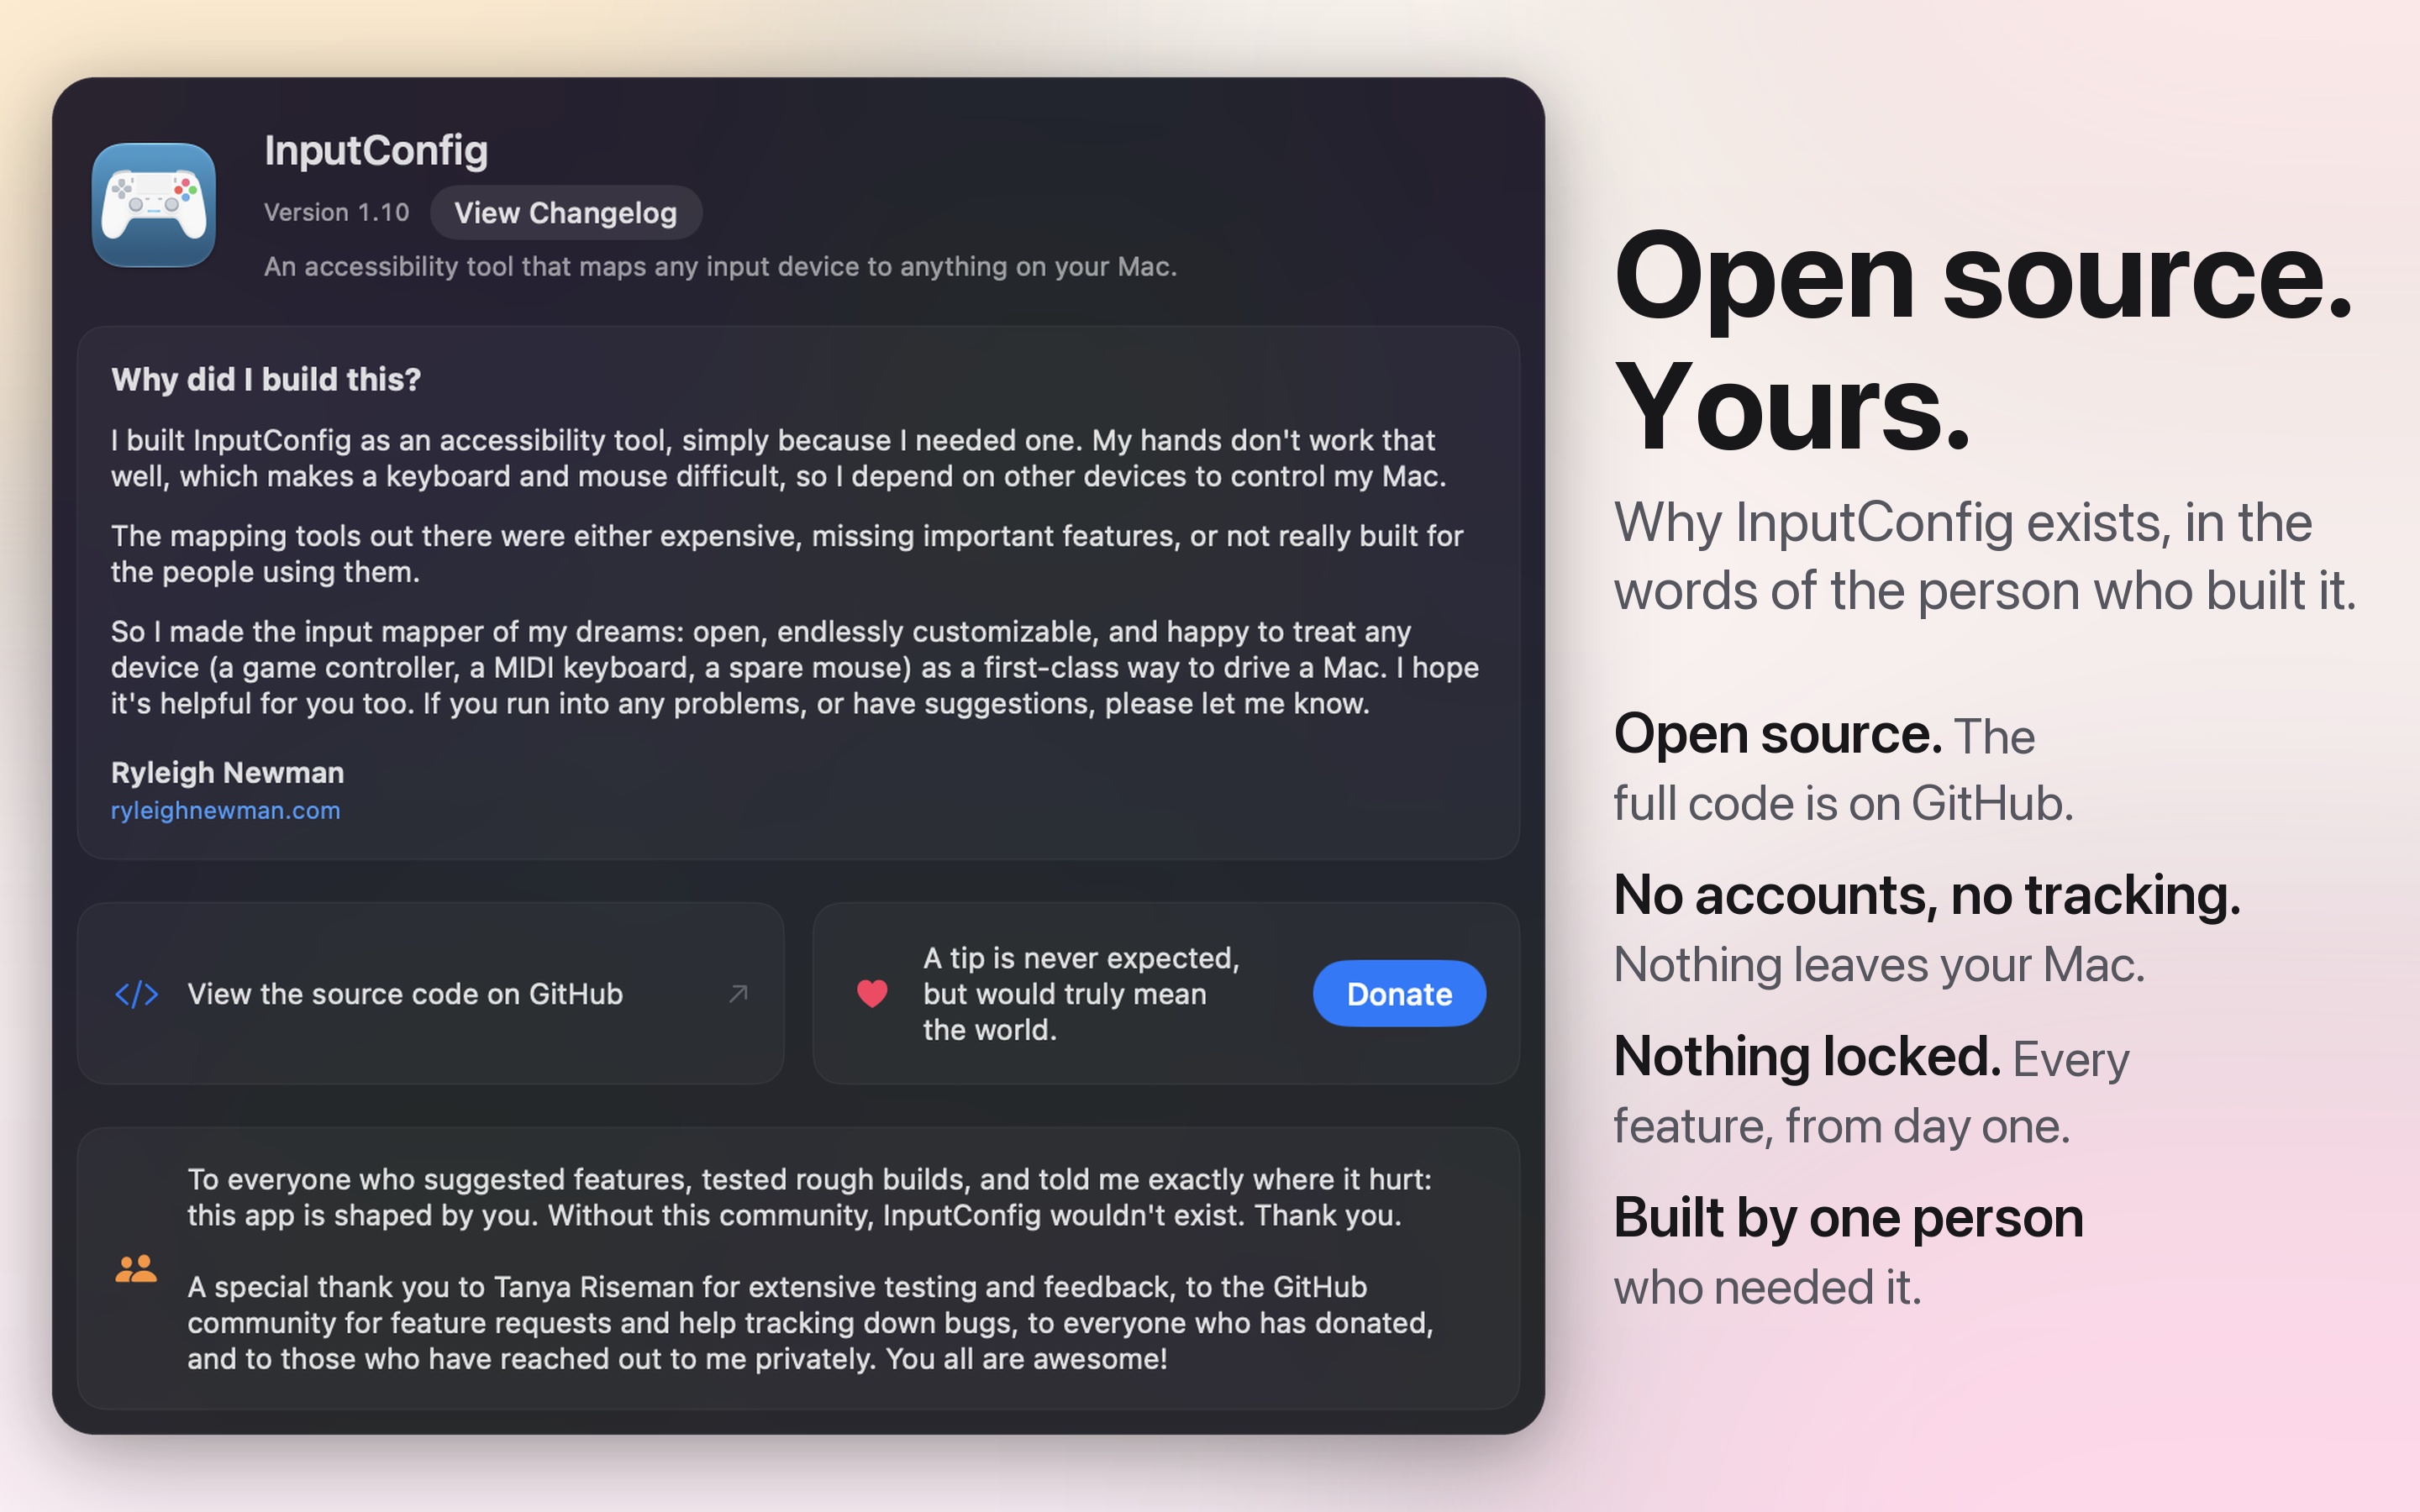 InputConfig
Version 1.10 View Changelog
An accessibility tool that maps any input device to anything on your Mac.
Why did I build this?
I built InputConfig as an accessibility tool, simply because I needed one. My hands don't work that
well, which makes a keyboard and mouse difficult, so I depend on other devices to control my Mac.
The mapping tools out there were either expensive, missing important features, or not really built for
the people using them.
So I made the input mapper of my dreams: open, endlessly customizable, and happy to treat any
device (a game controller, a MIDI keyboard, a spare mouse) as a first-class way to drive a Mac. I hope
it's helpful for you too. If you run into any problems, or have suggestions, please let me know.
Ryleigh Newman
ryleighnewman.com
</> View the source code on GitHub
A tip is never expected,
but would truly mean
the world.
Donate
To everyone who suggested features, tested rough builds, and told me exactly where it hurt:
this app is shaped by you. Without this community, InputConfig wouldn't exist. Thank you.
A special thank you to Tanya Riseman for extensive testing and feedback, to the GitHub
community for feature requests and help tracking down bugs, to everyone who has donated,
and to those who have reached out to me privately. You all are awesome!
Open source.
Yours.
Why InputConfig exists, in the
words of the person who built it.
Open source. The
full code is on GitHub.
No accounts, no tracking.
Nothing leaves your Mac.
Nothing locked. Every
feature, from day one.
Built by one person
who needed it.